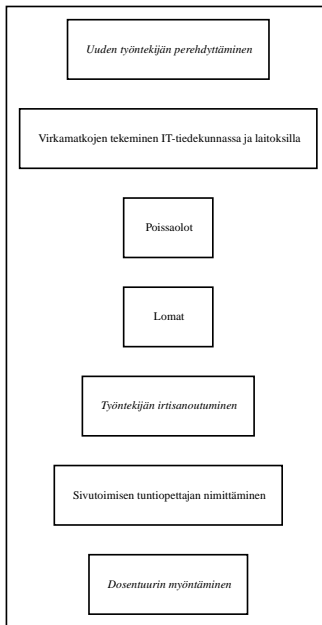 Uuden työntekijän perehdyttäminen
Virkamatkojen tekeminen IT-tiedekunnassa ja laitoksilla
Poissaolot
Lomat
Työntekijän irtisanoutuminen
Sivutoimisen tuntiopettajan nimittäminen
Dosentuurin myöntäminen